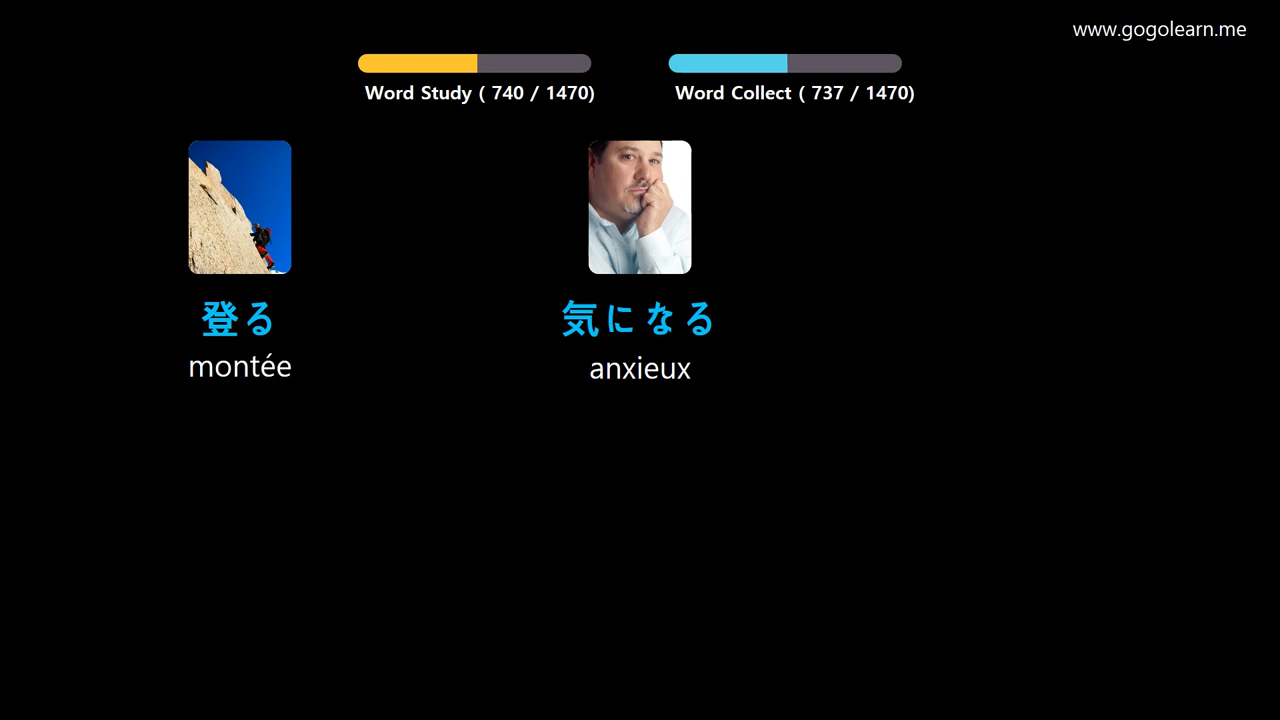 www.gogolearn.me
Word Study ( 740 / 1470)
Word Collect ( 737 / 1470)
登る
montée
気になる
anxieux